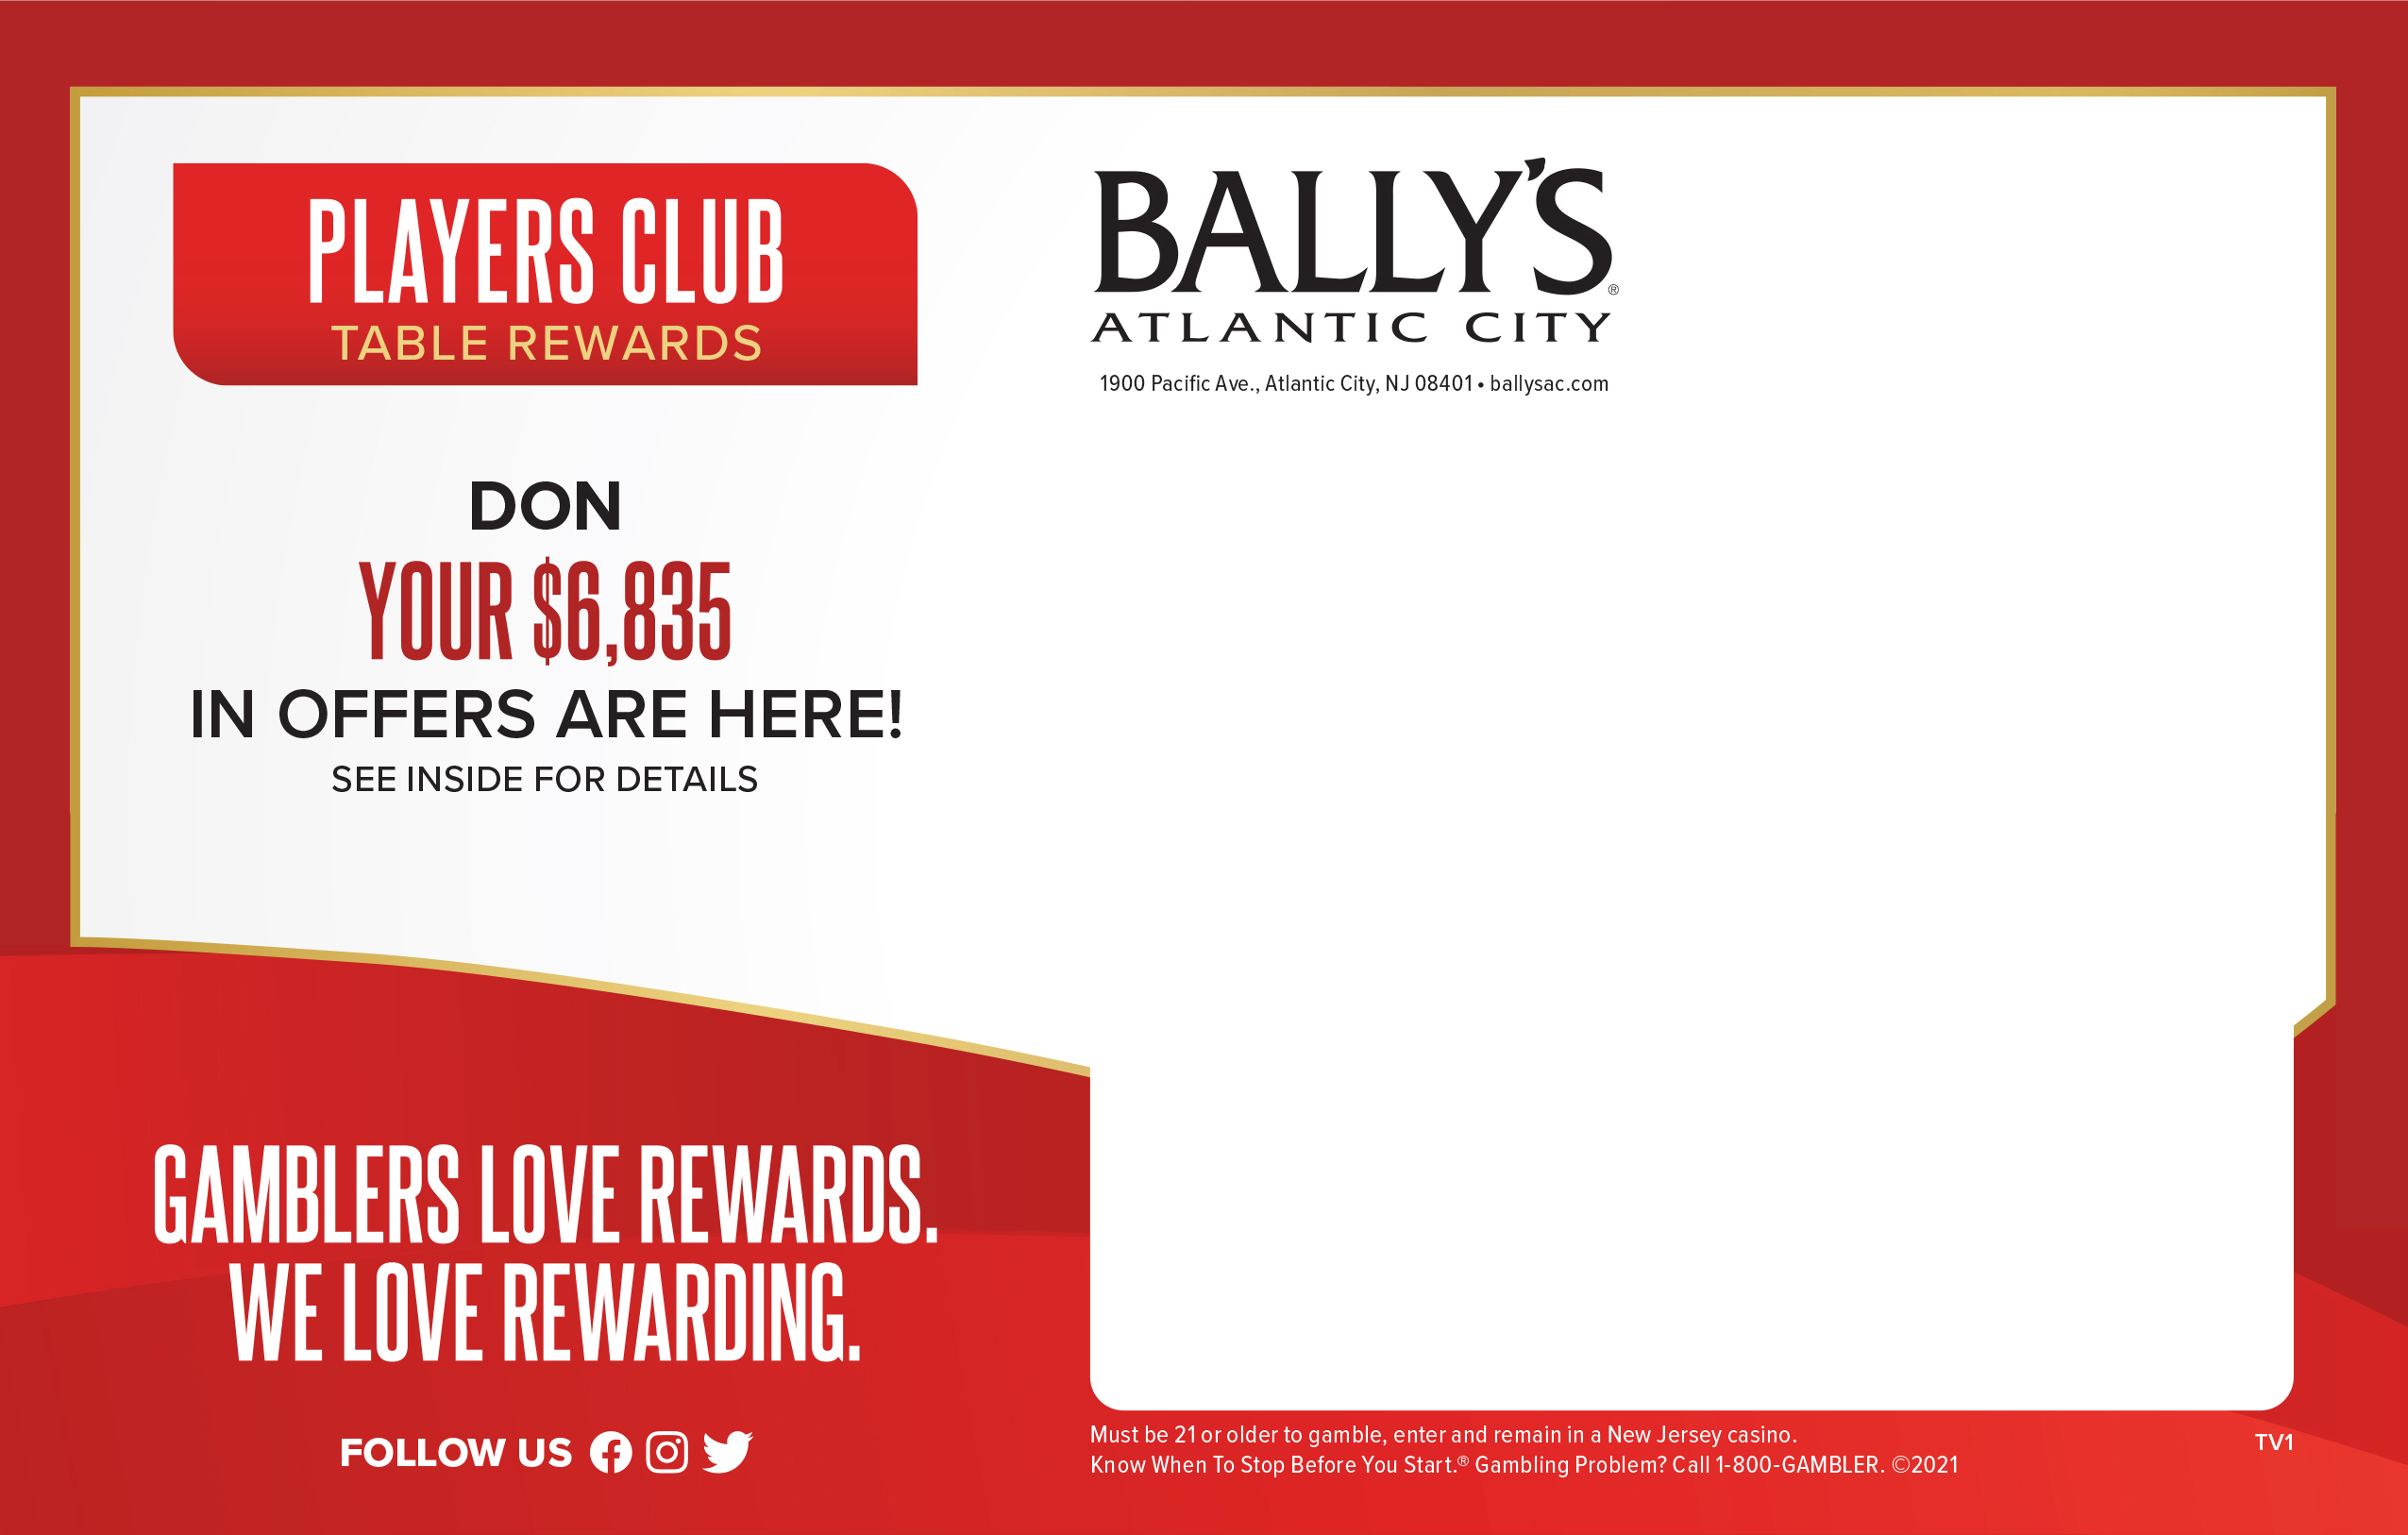 PLAYERS CLUB
TABLE REWARDS
DON
YOUR $6,835
IN OFFERS ARE HERE!
SEE INSIDE FOR DETAILS
GAMBLERS LOVE REWARDS.
WE LOVE REWARDING.
FOLLOW US
BALLY'S®
ATLANTIC CITY
1900 Pacific Ave., Atlantic City, NJ 08401 • ballysac.com
Must be 21 or older to gamble, enter and remain in a New Jersey casino.
Know When To Stop Before You Start.® Gambling Problem? Call 1-800-GAMBLER. ©2021
TV1